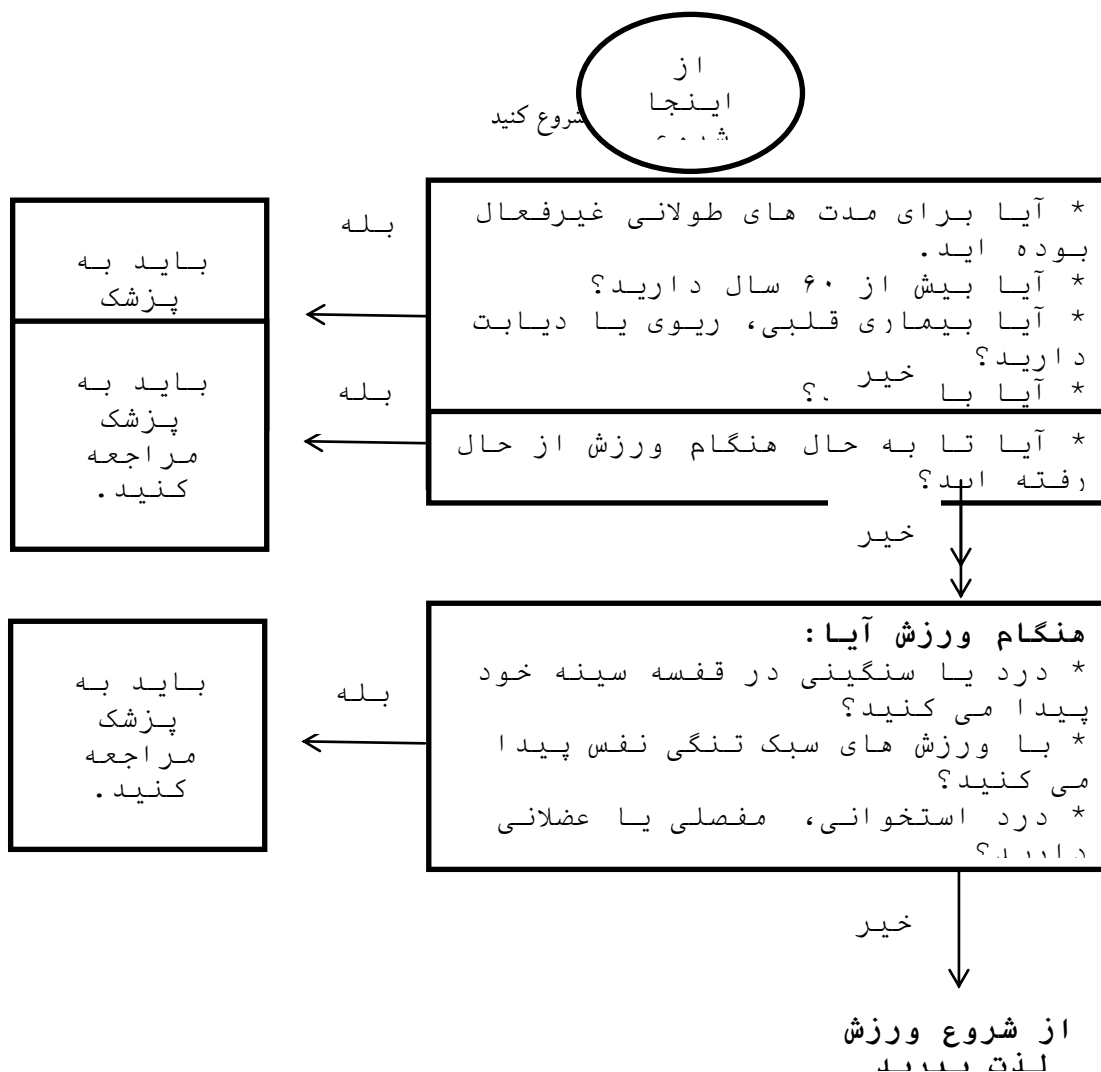 از
اینجا
شروع کنید
* آیا برای مدت های طولانی غیرفعال
بوده اید.
* آیا بیش از ۶۰ سال دارید؟
* آیا بیماری قلبی، ریوی یا دیابت
دارید؟
* آیا با
؟
بله
باید به
پزشک
خیر
* آیا تا به حال هنگام ورزش از حال
رفته اید؟
بله
باید به
پزشک
مراجعه
کنید.
خیر
هنگام ورزش آیا:
* درد یا سنگینی در قفسه سینه خود
پیدا می کنید؟
* با ورزش های سبک تنگی نفس پیدا
می کنید؟
* درد استخوانی، مفصلی یا عضلانی
دارید؟
بله
باید به
پزشک
مراجعه
کنید.
خیر
از شروع ورزش
لذت ببرید